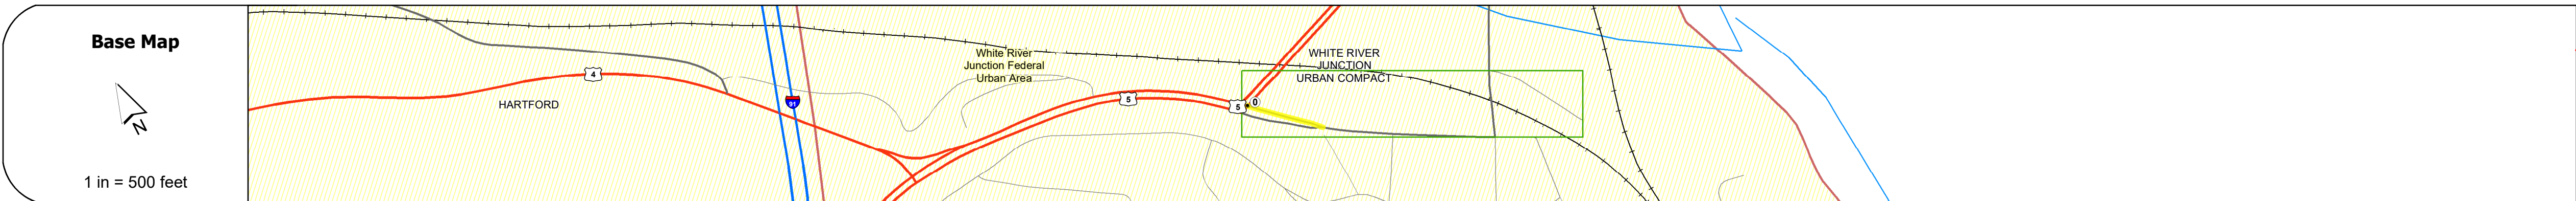 Base Map
N
1 in = 500 feet
4
HARTFORD
91
White River
Junction Federal
Urban Area
5
5
0
WHITE RIVER
JUNCTION
URBAN COMPACT